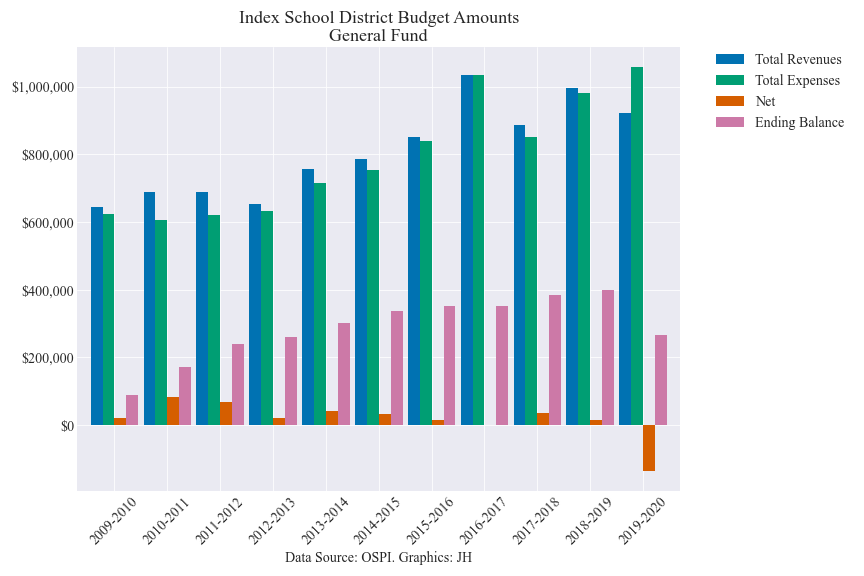 Index School District Budget Amounts
General Fund
Total Revenues
Total Expenses
Net
Ending Balance
$1,000,000
$800,000
$600,000
$400,000
$200,000
$0
2009-2010
2010-2011
2011-2012
2012-2013
2013-2014
2014-2015
2015-2016
2016-2017
2017-2018
2018-2019
2019-2020
Data Source: OSPI. Graphics: JH